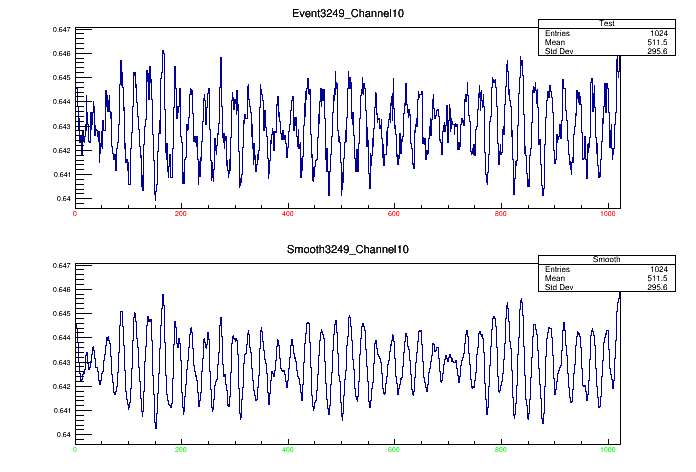 Event3249_Channel10
Test
Entries 1024
Mean 511.5
Std Dev 295.6
0.647
0.646
0.645
0.644
0.643
0.642
0.641
0.64
0 200 400 600 800 1000
Smooth3249_Channel10
Smooth
Entries 1024
Mean 511.5
Std Dev 295.6
0.647
0.646
0.645
0.644
0.643
0.642
0.641
0.64
0 200 400 600 800 1000